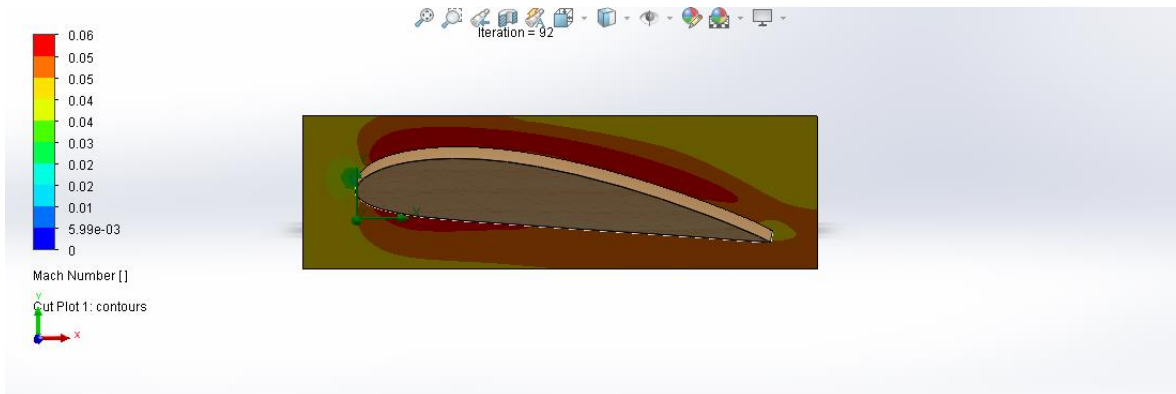 Iteration = 92
0.06
0.05
0.05
0.04
0.04
0.03
0.02
0.02
0.01
5.99e-03
0
Mach Number [ ]
Cut Plot 1: contours
Y
X